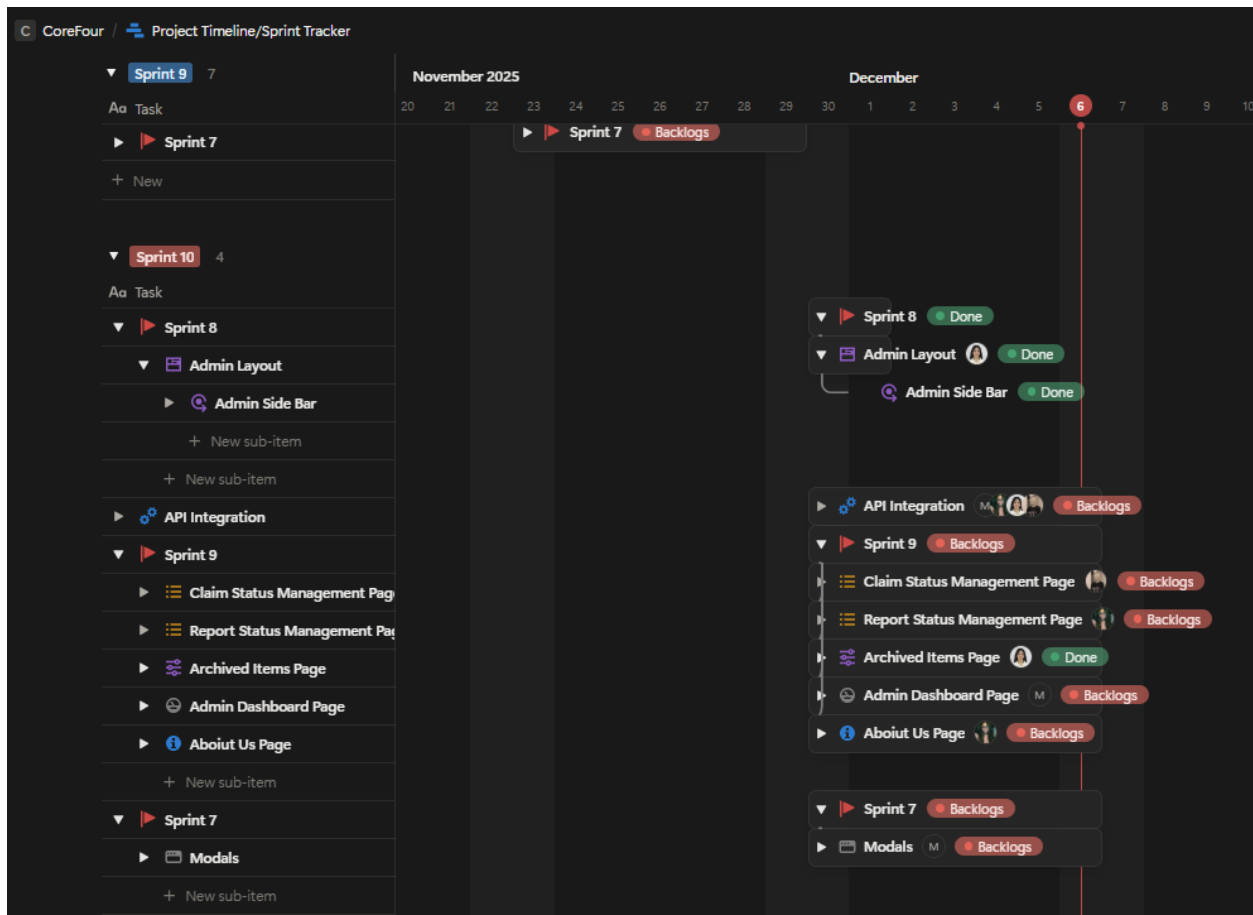 C CoreFour / Project Timeline/Sprint Tracker
Sprint 9 7
November 2025 December
Aa Task
20 21 22 23 24 25 26 27 28 29 30 1 2 3 4 5 6 7 8 9 10
Sprint 7
Sprint 7 Backlogs
+ New
Sprint 10 4
Aa Task
Sprint 8
Sprint 8 Done
Admin Layout
Admin Layout Done
Admin Side Bar
Admin Side Bar Done
+ New sub-item
+ New sub-item
API Integration
API Integration M Backlogs
Sprint 9
Sprint 9 Backlogs
Claim Status Management Pag
Claim Status Management Page Backlogs
Report Status Management Pag
Report Status Management Page Backlogs
Archived Items Page
Archived Items Page Done
Admin Dashboard Page
Admin Dashboard Page M Backlogs
Aboiut Us Page
Aboiut Us Page Backlogs
+ New sub-item
Sprint 7
Sprint 7 Backlogs
Modals
Modals M Backlogs
+ New sub-item